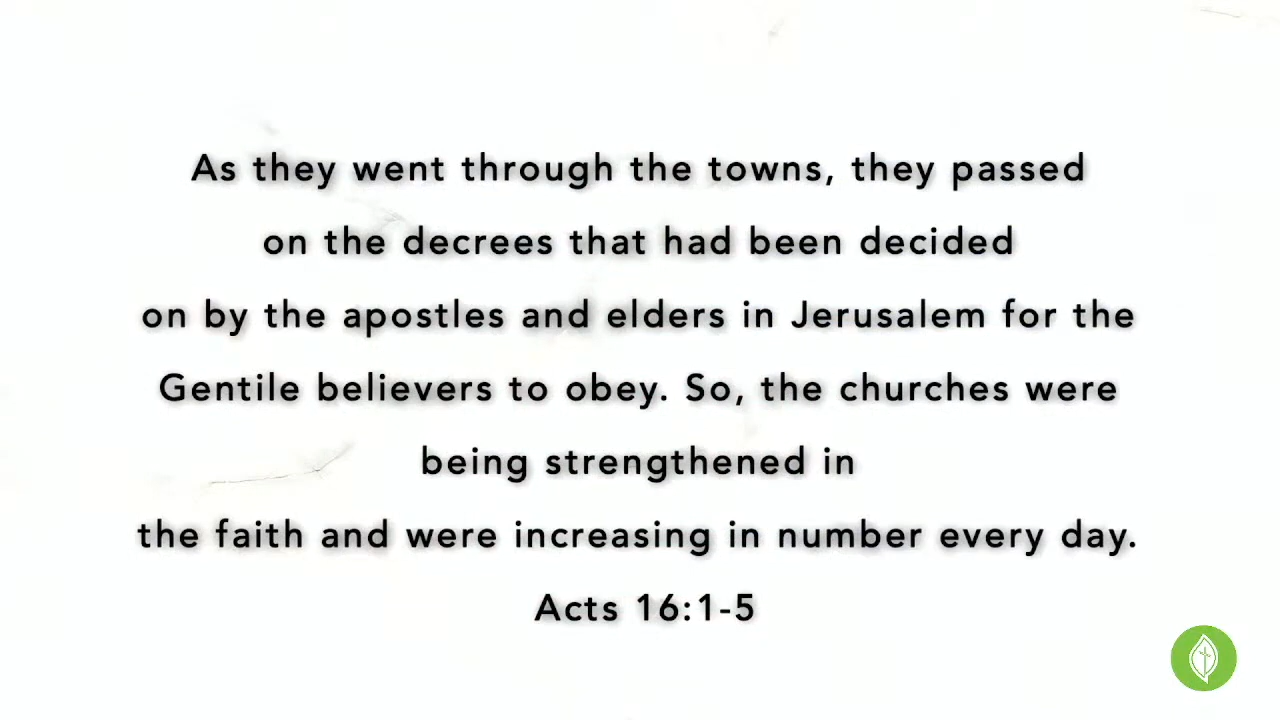 As they went through the towns, they passed
on the decrees that had been decided
on by the apostles and elders in Jerusalem for the
Gentile believers to obey. So, the churches were
being strengthened in
the faith and were increasing in number every day.
Acts 16:1-5